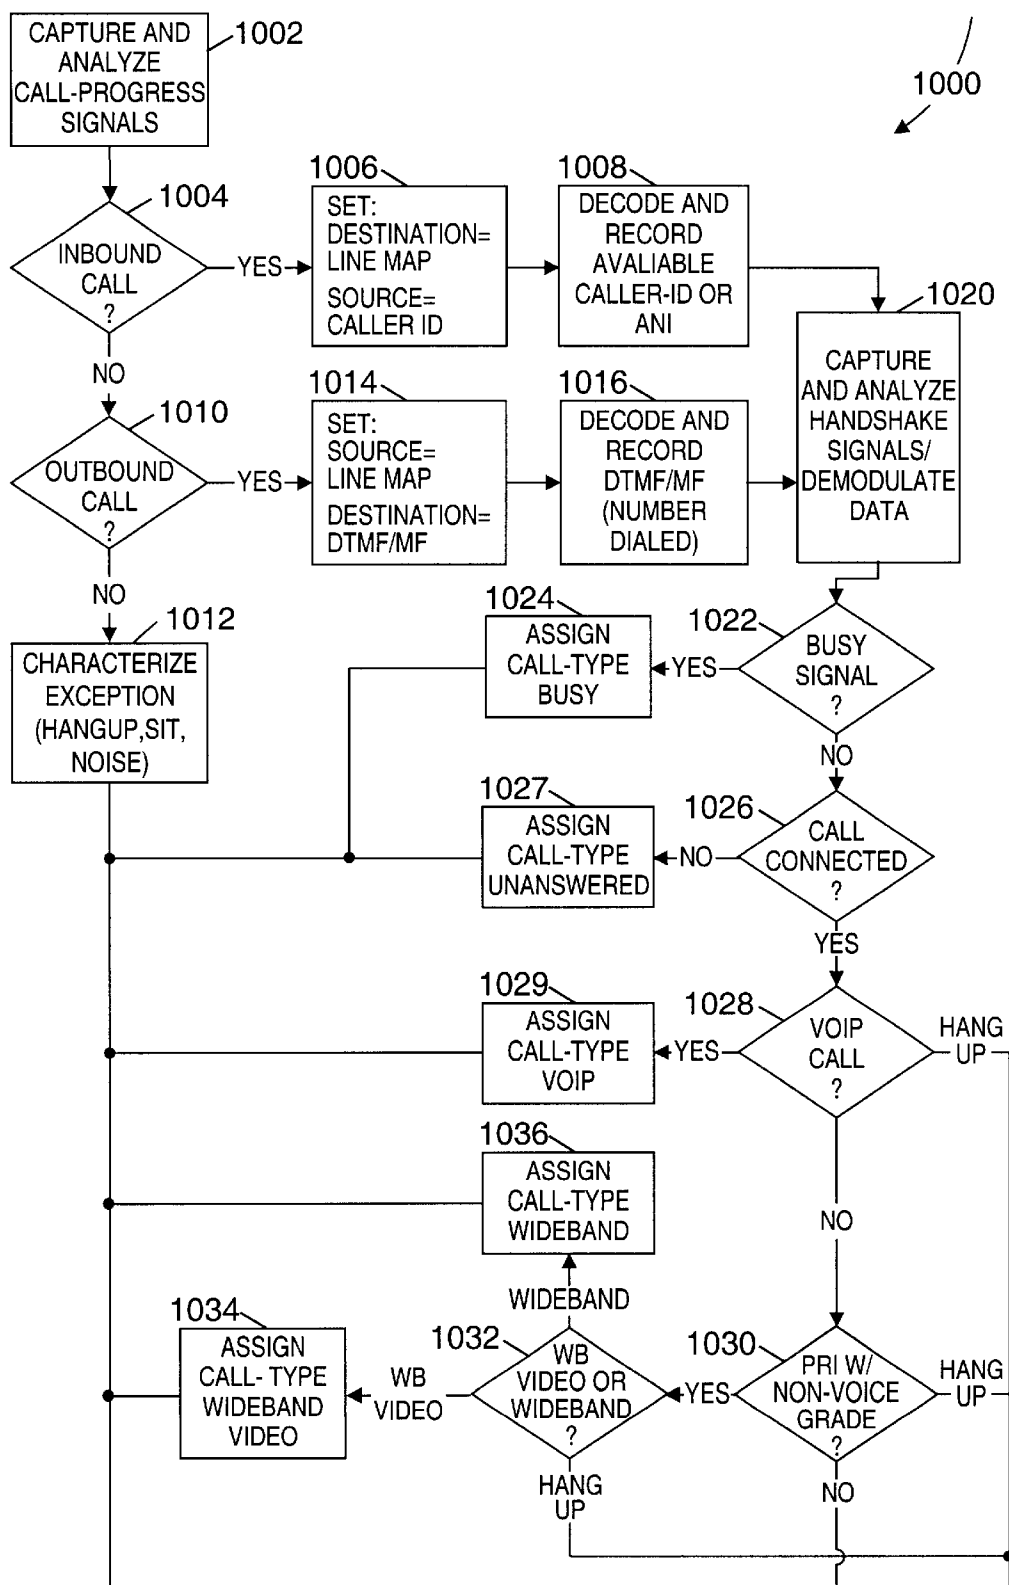 CAPTURE AND
ANALYZE
CALL-PROGRESS
SIGNALS
1002
1000
1004
INBOUND
CALL
?
YES
NO
1006
SET:
DESTINATION=
LINE MAP
SOURCE=
CALLER ID
1008
DECODE AND
RECORD
AVALIABLE
CALLER-ID OR
ANI
1010
OUTBOUND
CALL
?
YES
NO
1014
SET:
SOURCE=
LINE MAP
DESTINATION=
DTMF/MF
1016
DECODE AND
RECORD
DTMF/MF
(NUMBER
DIALED)
1020
CAPTURE
AND ANALYZE
HANDSHAKE
SIGNALS/
DEMODULATE
DATA
1012
CHARACTERIZE
EXCEPTION
(HANGUP,SIT,
NOISE)
1022
BUSY
SIGNAL
?
YES
NO
1024
ASSIGN
CALL-TYPE
BUSY
1026
CALL
CONNECTED
?
NO
YES
1027
ASSIGN
CALL-TYPE
UNANSWERED
1028
VOIP
CALL
?
YES
HANG
UP
NO
1029
ASSIGN
CALL-TYPE
VOIP
1030
PRI W/
NON-VOICE
GRADE
?
YES
HANG
UP
NO
1032
WB
VIDEO OR
WIDEBAND
?
WIDEBAND
WB
VIDEO
HANG
UP
1036
ASSIGN
CALL-TYPE
WIDEBAND
1034
ASSIGN
CALL- TYPE
WIDEBAND
VIDEO